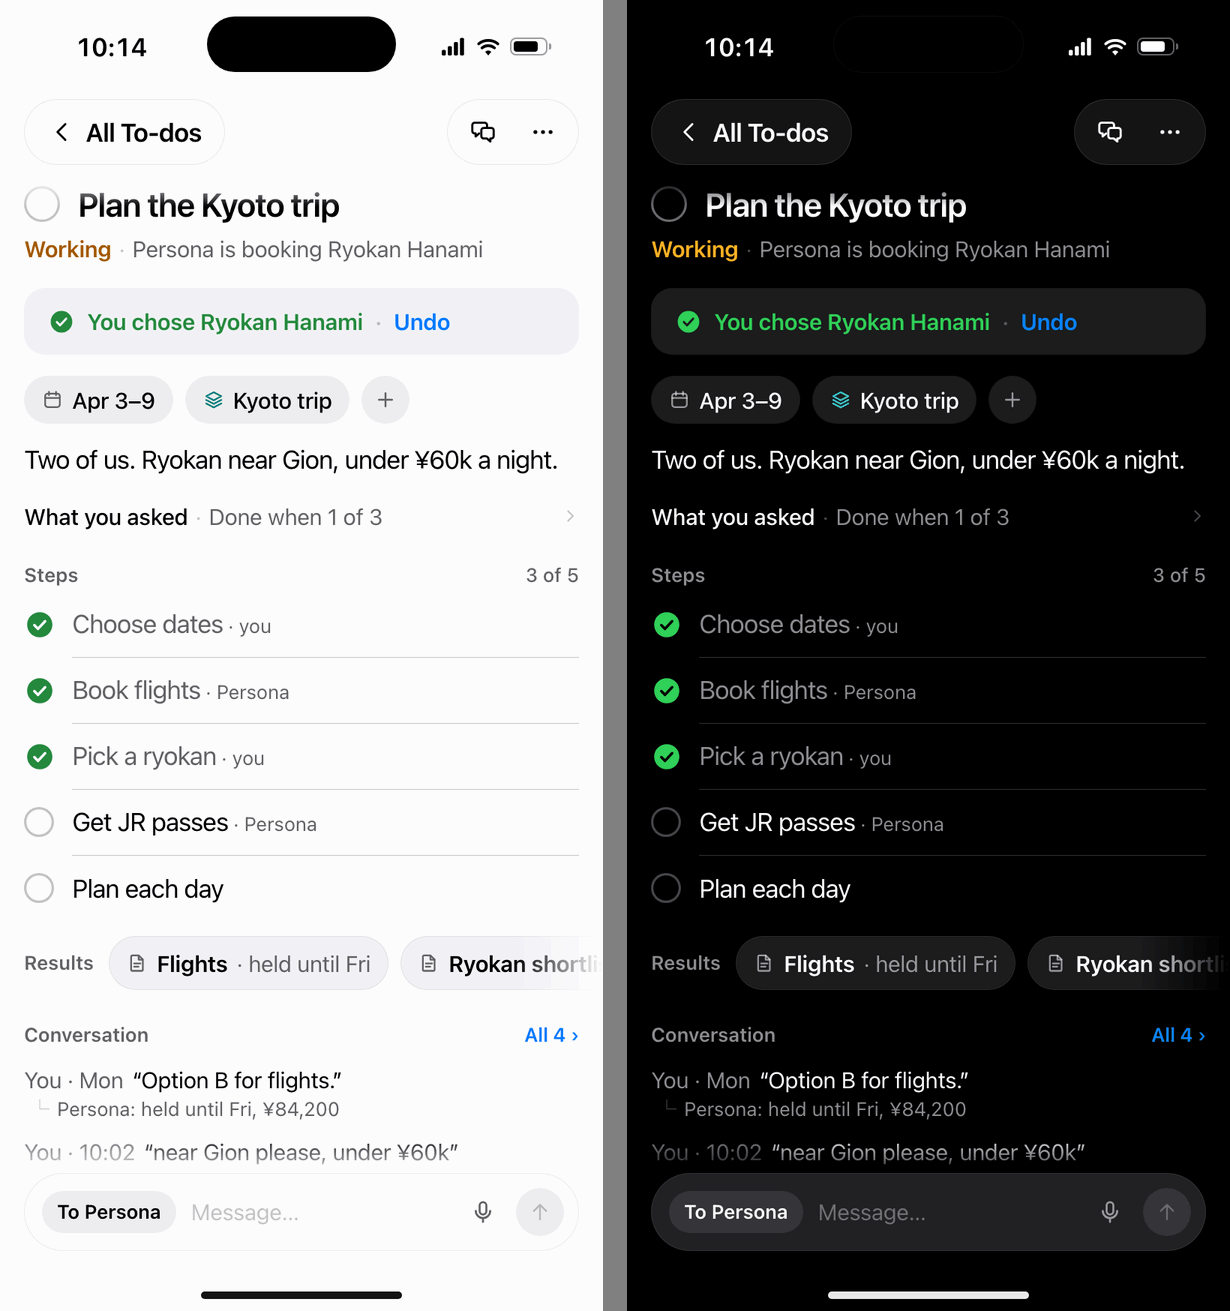 10:14
All To-dos
Plan the Kyoto trip
Working · Persona is booking Ryokan Hanami
You chose Ryokan Hanami · Undo
Apr 3–9 Kyoto trip
Two of us. Ryokan near Gion, under ¥60k a night.
What you asked · Done when 1 of 3
Steps 3 of 5
Choose dates · you
Book flights · Persona
Pick a ryokan · you
Get JR passes · Persona
Plan each day
Results Flights · held until Fri Ryokan shortli
Conversation All 4 ›
You · Mon “Option B for flights.”
Persona: held until Fri, ¥84,200
You · 10:02 “near Gion please, under ¥60k”
To Persona Message...
10:14
All To-dos
Plan the Kyoto trip
Working · Persona is booking Ryokan Hanami
You chose Ryokan Hanami · Undo
Apr 3–9 Kyoto trip
Two of us. Ryokan near Gion, under ¥60k a night.
What you asked · Done when 1 of 3
Steps 3 of 5
Choose dates · you
Book flights · Persona
Pick a ryokan · you
Get JR passes · Persona
Plan each day
Results Flights · held until Fri Ryokan shortli
Conversation All 4 ›
You · Mon “Option B for flights.”
Persona: held until Fri, ¥84,200
You · 10:02 “near Gion please, under ¥60k”
To Persona Message...